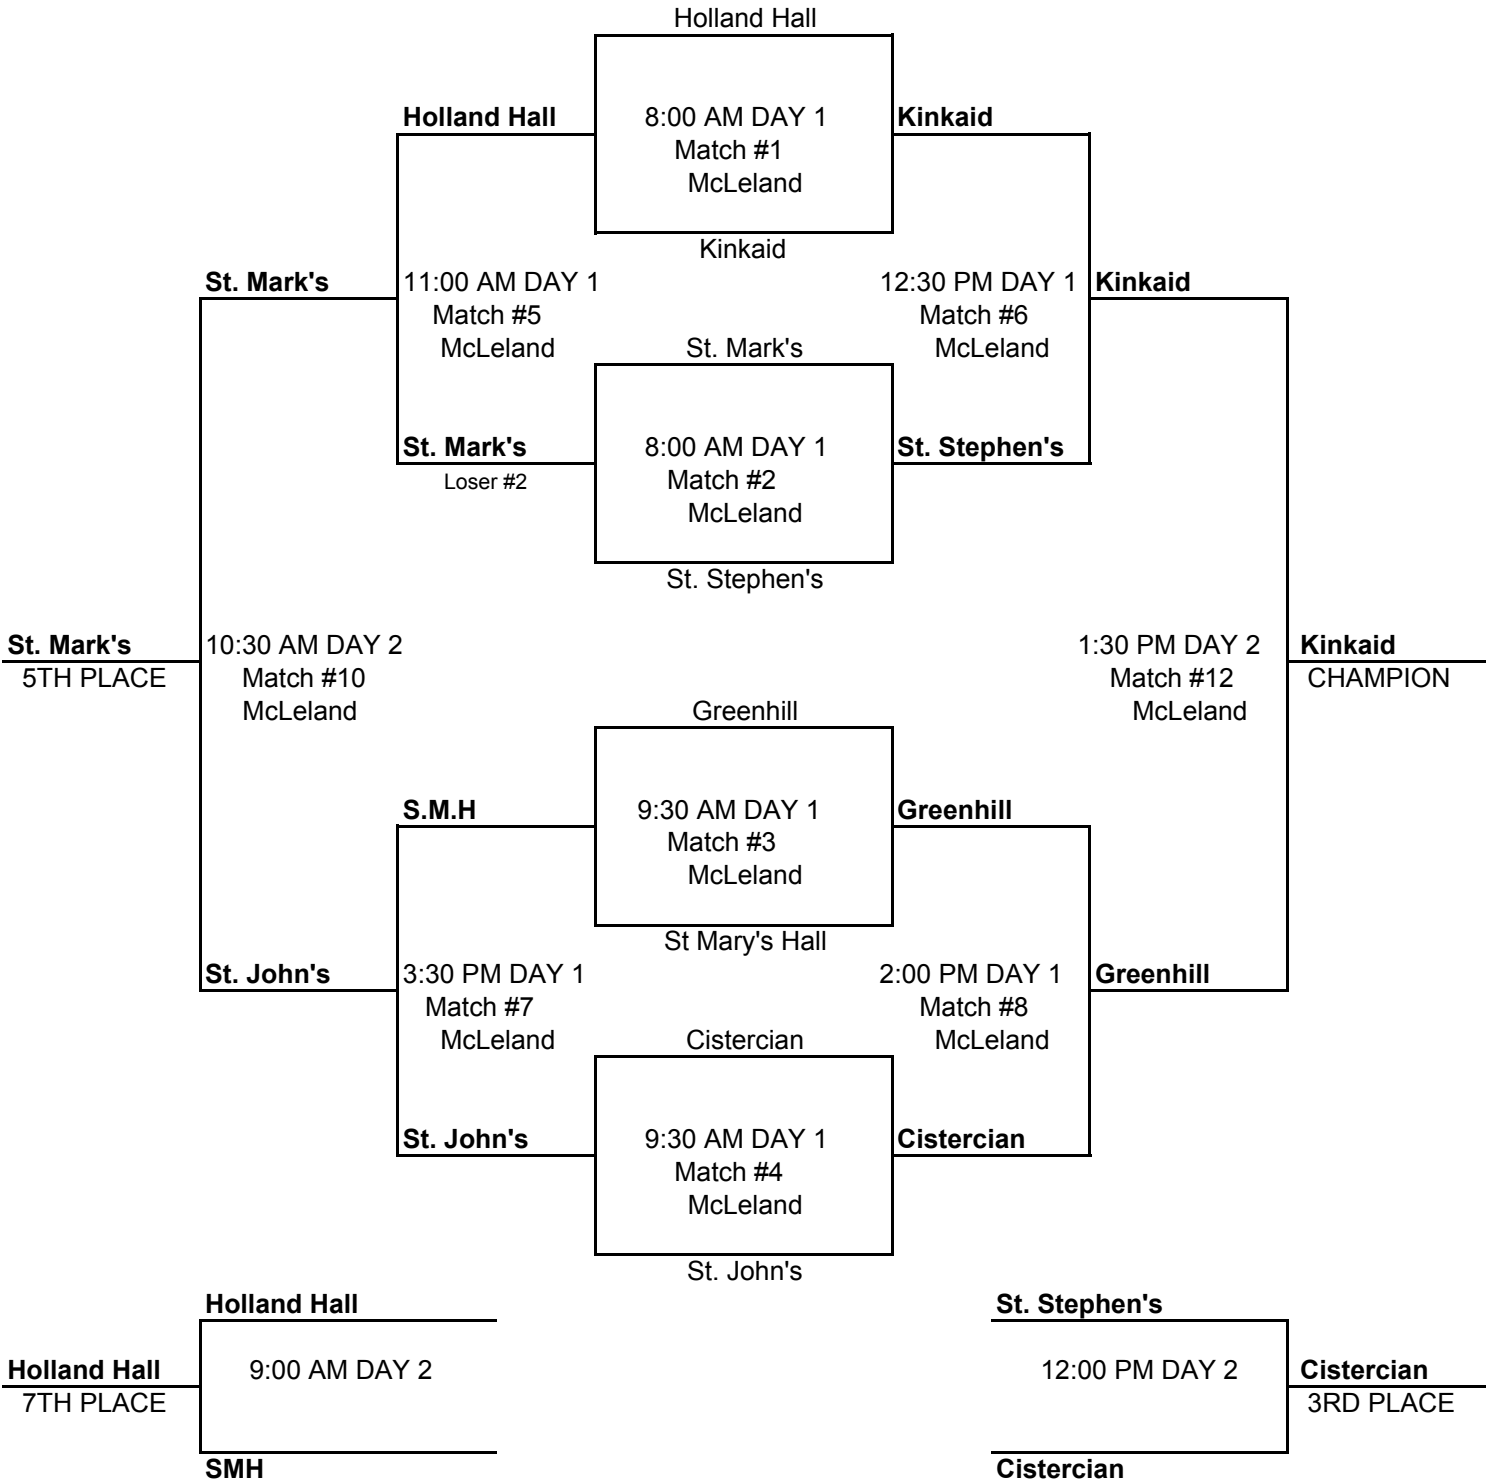 Holland Hall
Holland Hall
8:00 AM DAY 1
Kinkaid
Match #1
McLeland
Kinkaid
St. Mark's
11:00 AM DAY 1
12:30 PM DAY 1
Kinkaid
Match #5
Match #6
McLeland
St. Mark's
McLeland
St. Mark's
8:00 AM DAY 1
St. Stephen's
Loser #2
Match #2
McLeland
St. Stephen's
St. Mark's
10:30 AM DAY 2
1:30 PM DAY 2
Kinkaid
5TH PLACE
Match #10
Match #12
CHAMPION
McLeland
Greenhill
McLeland
S.M.H
9:30 AM DAY 1
Greenhill
Match #3
McLeland
St Mary's Hall
St. John's
3:30 PM DAY 1
2:00 PM DAY 1
Greenhill
Match #7
Match #8
McLeland
Cistercian
McLeland
St. John's
9:30 AM DAY 1
Cistercian
Match #4
McLeland
St. John's
Holland Hall
St. Stephen's
Holland Hall
9:00 AM DAY 2
12:00 PM DAY 2
Cistercian
7TH PLACE
3RD PLACE
SMH
Cistercian